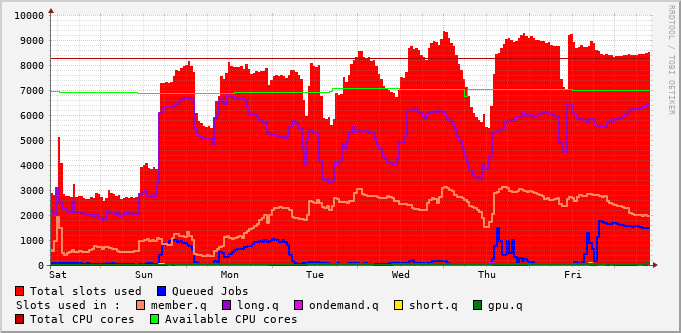 10000
9000
8000
7000
6000
5000
4000
3000
2000
1000
0
Sat Sun Mon Tue Wed Thu Fri
RRDTOOL / TOBI OETIKER
Total slots used Queued Jobs
Slots used in : member.q long.q ondemand.q short.q gpu.q
Total CPU cores Available CPU cores